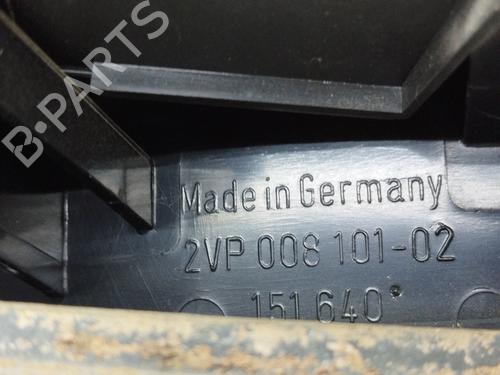 B-PARTS
Made in Germany
2VP 008 101-02
151 640